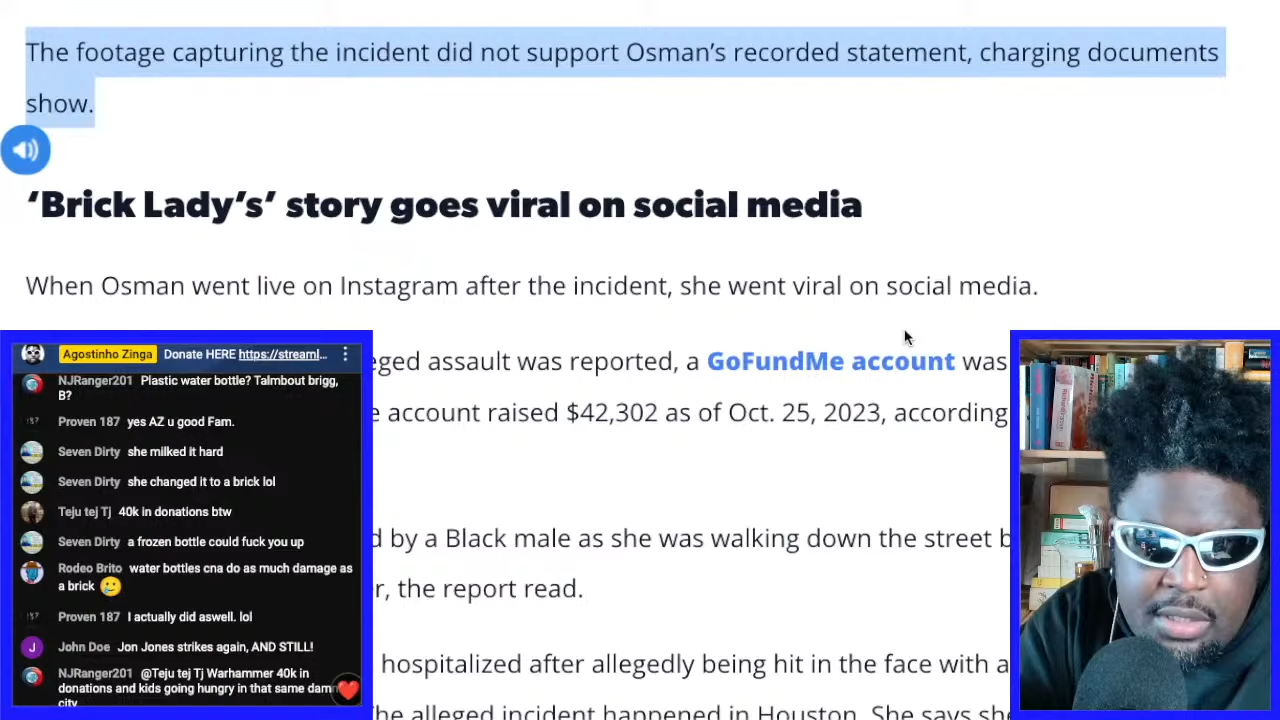 The footage capturing the incident did not support Osman’s recorded statement, charging documents
show.
‘Brick Lady’s’ story goes viral on social media
When Osman went live on Instagram after the incident, she went viral on social media.
eged assault was reported, a GoFundMe account was
e account raised $42,302 as of Oct. 25, 2023, according
d by a Black male as she was walking down the street b
r, the report read.
hospitalized after allegedly being hit in the face with a
he alleged incident happened in Houston. She says she
Agostinho Zinga Donate HERE https://streaml...
NJRanger201 Plastic water bottle? Talmbout brigg,
B?
Proven 187 yes AZ u good Fam.
Seven Dirty she milked it hard
Seven Dirty she changed it to a brick lol
Teju tej Tj 40k in donations btw
Seven Dirty a frozen bottle could fuck you up
Rodeo Brito water bottles cna do as much damage as
a brick 🥲
Proven 187 I actually did aswell. lol
J John Doe Jon Jones strikes again, AND STILL!
NJRanger201 @Teju tej Tj Warhammer 40k in
donations and kids going hungry in that same damn
city